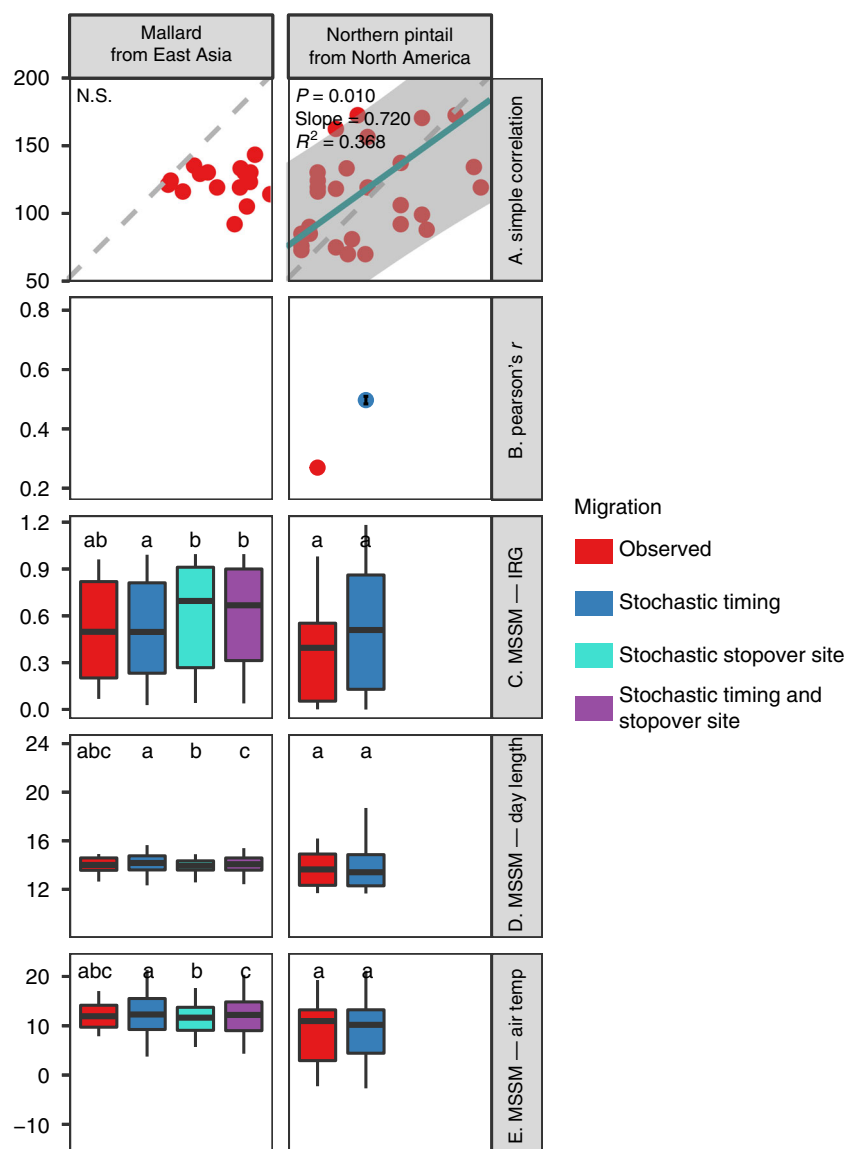 Mallard
from East Asia
Northern pintail
from North America
200
150
100
50
N.S.
P = 0.010
Slope = 0.720
R² = 0.368
A. simple correlation
0.8
0.6
0.4
0.2
B. pearson's r
1.2
0.9
0.6
0.3
0.0
ab a b b
a a
C. MSSM — IRG
24
20
16
12
abc a b c
a a
D. MSSM — day length
20
10
0
−10
abc a b c
a a
E. MSSM — air temp
Migration
Observed
Stochastic timing
Stochastic stopover site
Stochastic timing and
stopover site